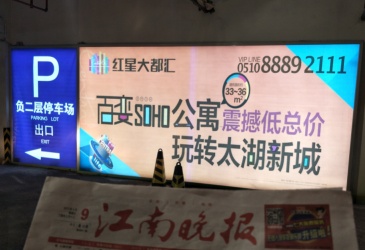 P
负二层停车场
PARKING LOT
出口
EXIT
红星大都汇
VIP LINE
0510 8889 2111
百变SOHO公寓
33~36
m²
震撼低总价
玩转太湖新城
9
江南晚报